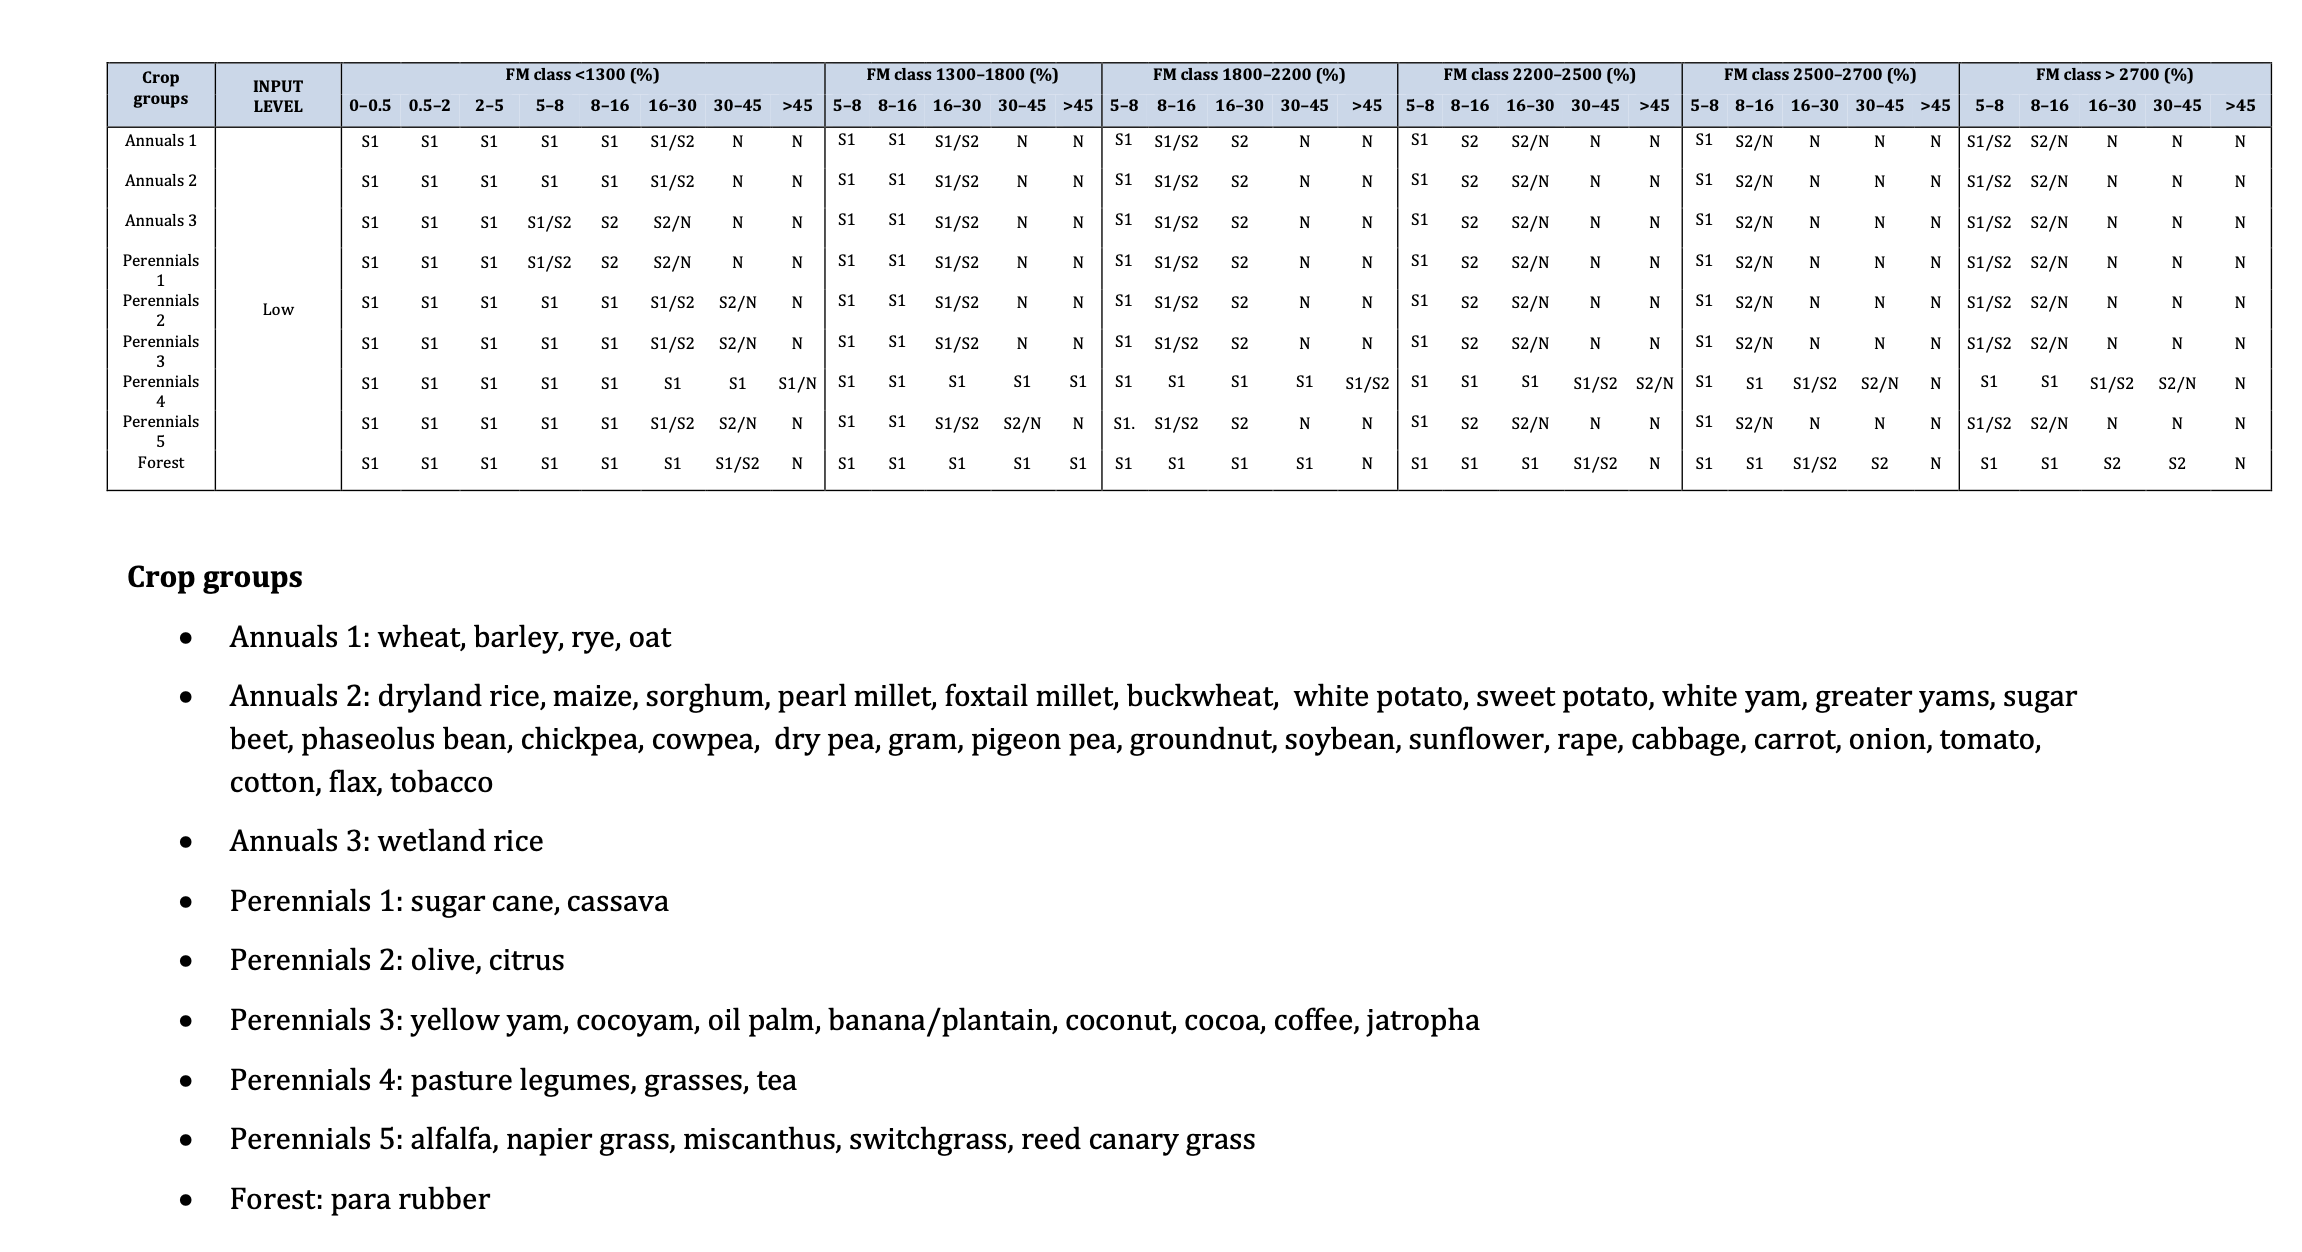 Crop groups INPUT LEVEL FM class <1300 (%) FM class 1300–1800 (%) FM class 1800–2200 (%) FM class 2200–2500 (%) FM class 2500–2700 (%) FM class > 2700 (%)
0–0.5 0.5–2 2–5 5–8 8–16 16–30 30–45 >45 5–8 8–16 16–30 30–45 >45 5–8 8–16 16–30 30–45 >45 5–8 8–16 16–30 30–45 >45 5–8 8–16 16–30 30–45 >45 5–8 8–16 16–30 30–45 >45
Annuals 1 S1 S1 S1 S1 S1 S1/S2 N N S1 S1 S1/S2 N N S1 S1/S2 S2 N N S1 S2 S2/N N N S1 S2/N N N N S1/S2 S2/N N N N
Annuals 2 S1 S1 S1 S1 S1 S1/S2 N N S1 S1 S1/S2 N N S1 S1/S2 S2 N N S1 S2 S2/N N N S1 S2/N N N N S1/S2 S2/N N N N
Annuals 3 S1 S1 S1 S1/S2 S2 S2/N N N S1 S1 S1/S2 N N S1 S1/S2 S2 N N S1 S2 S2/N N N S1 S2/N N N N S1/S2 S2/N N N N
Perennials 1 S1 S1 S1 S1/S2 S2 S2/N N N S1 S1 S1/S2 N N S1 S1/S2 S2 N N S1 S2 S2/N N N S1 S2/N N N N S1/S2 S2/N N N N
Perennials 2 Low S1 S1 S1 S1 S1 S1/S2 S2/N N S1 S1 S1/S2 N N S1 S1/S2 S2 N N S1 S2 S2/N N N S1 S2/N N N N S1/S2 S2/N N N N
Perennials 3 S1 S1 S1 S1 S1 S1/S2 S2/N N S1 S1 S1/S2 N N S1 S1/S2 S2 N N S1 S2 S2/N N N S1 S2/N N N N S1/S2 S2/N N N N
Perennials 4 S1 S1 S1 S1 S1 S1 S1 S1/N S1 S1 S1 S1 S1 S1 S1 S1 S1 S1/S2 S1 S1 S1 S1/S2 S2/N S1 S1 S1/S2 S2/N N S1 S1 S1/S2 S2/N N
Perennials 5 S1 S1 S1 S1 S1 S1/S2 S2/N N S1 S1 S1/S2 S2/N N S1. S1/S2 S2 N N S1 S2 S2/N N N S1 S2/N N N N S1/S2 S2/N N N N
Forest S1 S1 S1 S1 S1 S1 S1/S2 N S1 S1 S1 S1 S1 S1 S1 S1 S1 N S1 S1 S1 S1/S2 N S1 S1 S1/S2 S2 N S1 S1 S2 S2 N
Crop groups
• Annuals 1: wheat, barley, rye, oat
• Annuals 2: dryland rice, maize, sorghum, pearl millet, foxtail millet, buckwheat, white potato, sweet potato, white yam, greater yams, sugar
beet, phaseolus bean, chickpea, cowpea, dry pea, gram, pigeon pea, groundnut, soybean, sunflower, rape, cabbage, carrot, onion, tomato,
cotton, flax, tobacco
• Annuals 3: wetland rice
• Perennials 1: sugar cane, cassava
• Perennials 2: olive, citrus
• Perennials 3: yellow yam, cocoyam, oil palm, banana/plantain, coconut, cocoa, coffee, jatropha
• Perennials 4: pasture legumes, grasses, tea
• Perennials 5: alfalfa, napier grass, miscanthus, switchgrass, reed canary grass
• Forest: para rubber